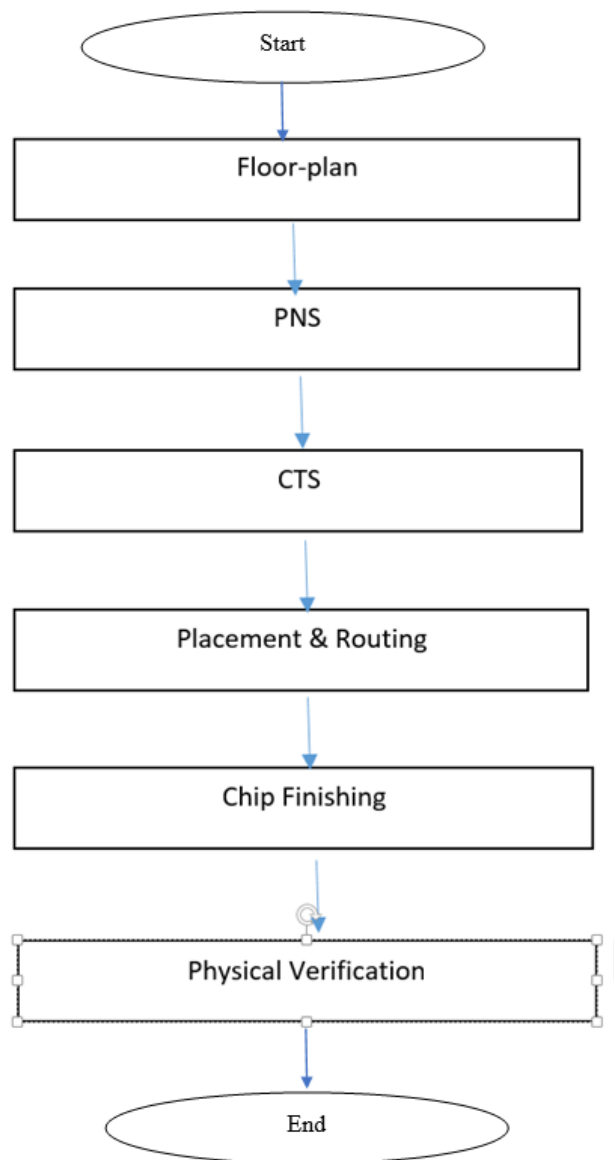 Start
Floor-plan
PNS
CTS
Placement & Routing
Chip Finishing
Physical Verification
End